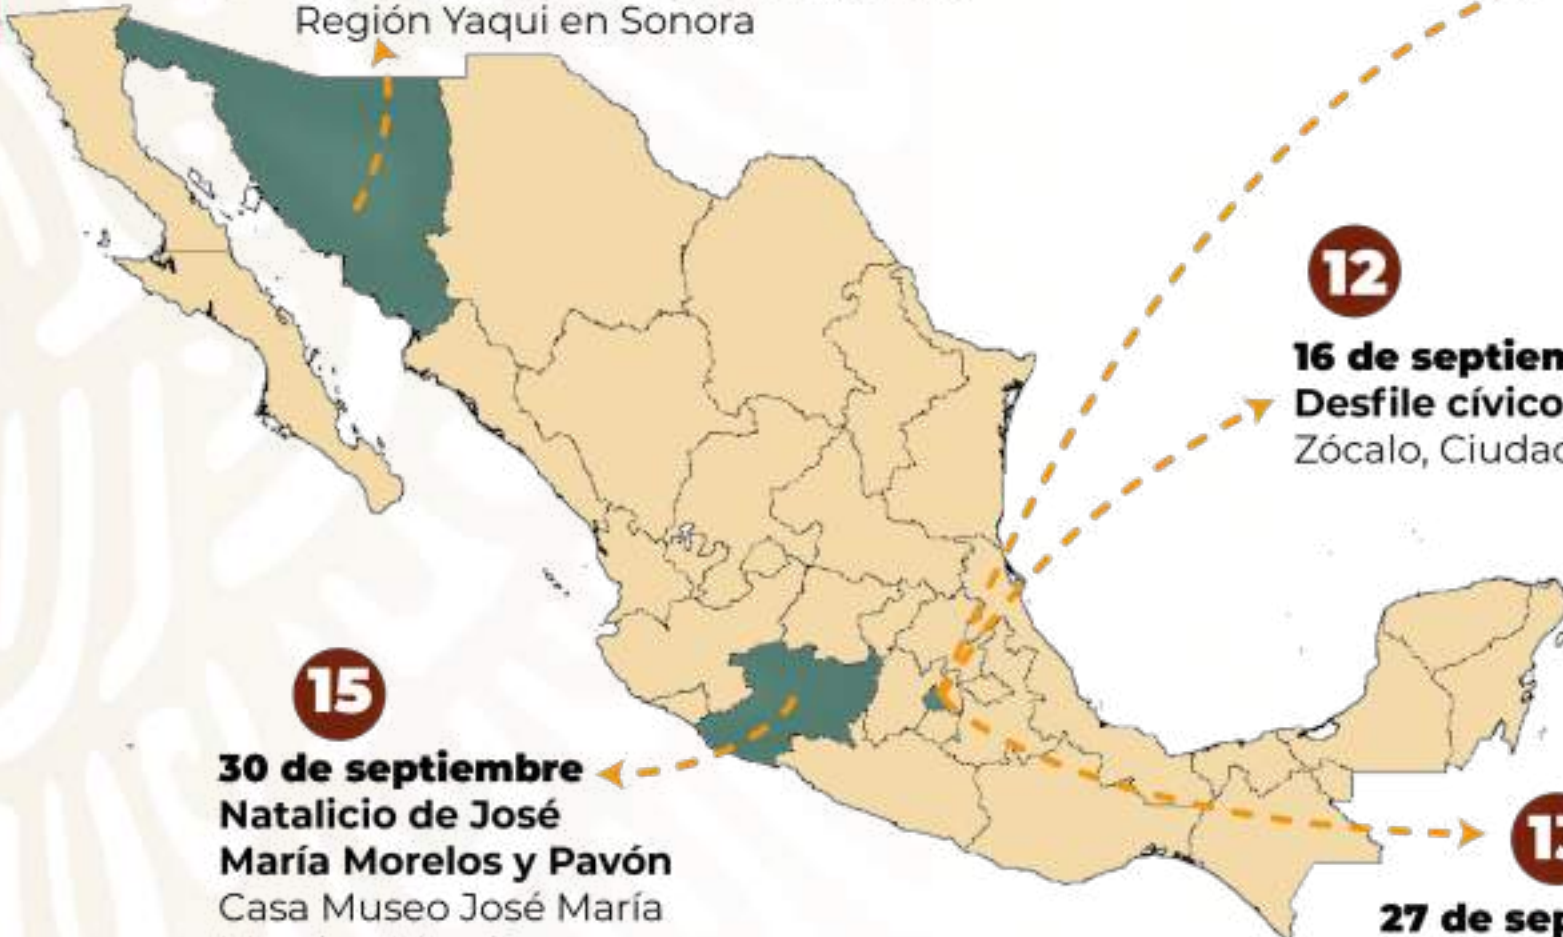 Región Yaqui en Sonora
12
16 de septiem
Desfile cívico
Zócalo, Ciudad
15
30 de septiembre
Natalicio de José
María Morelos y Pavón
Casa Museo José María
27 de sep